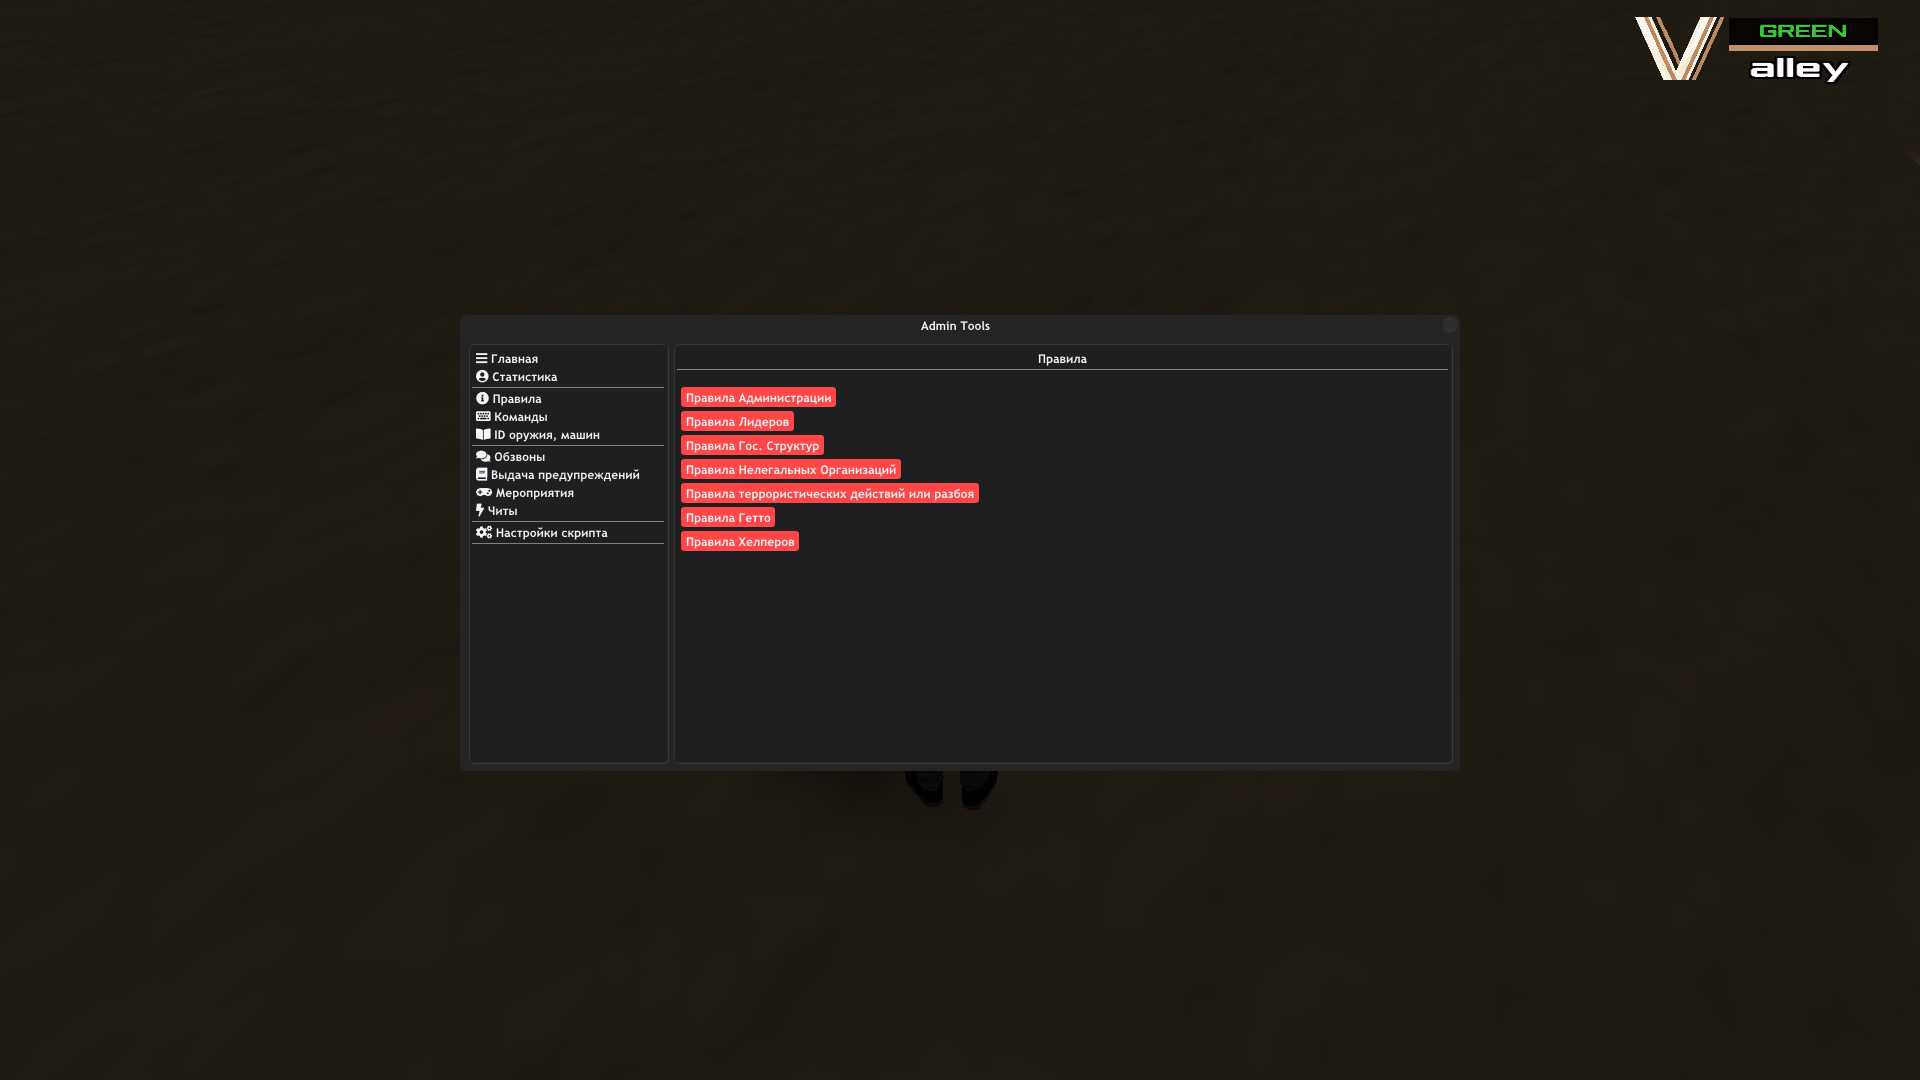 GREEN
alley
Admin Tools
Главная
Статистика
Правила
Команды
ID оружия, машин
Обзвоны
Выдача предупреждений
Мероприятия
Читы
Настройки скрипта
Правила
Правила Администрации
Правила Лидеров
Правила Гос. Структур
Правила Нелегальных Организаций
Правила террористических действий или разбоя
Правила Гетто
Правила Хелперов